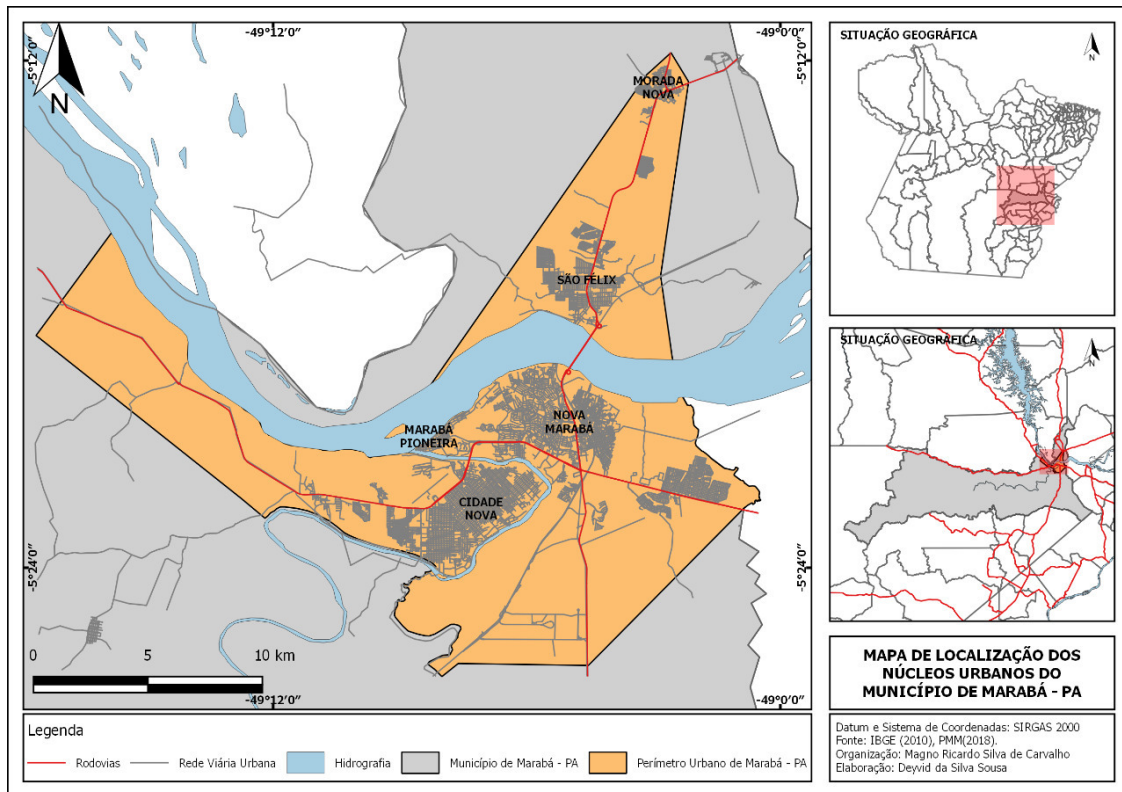 -49°12'0''
-49°0'0''
-5°12'0''
-5°12'0''
N
MORADA
NOVA
SÃO FÉLIX
NOVA
MARABÁ
MARABÁ
PIONEIRA
CIDADE
NOVA
-5°24'0''
-5°24'0''
0 5 10 km
-49°12'0''
-49°0'0''
Legenda
Rodovias
Rede Viária Urbana
Hidrografia
Município de Marabá - PA
Perímetro Urbano de Marabá - PA
SITUAÇÃO GEOGRÁFICA
N
SITUAÇÃO GEOGRÁFICA
N
MAPA DE LOCALIZAÇÃO DOS
NÚCLEOS URBANOS DO
MUNICÍPIO DE MARABÁ - PA
Datum e Sistema de Coordenadas: SIRGAS 2000
Fonte: IBGE (2010), PMM(2018).
Organização: Magno Ricardo Silva de Carvalho
Elaboração: Deyvid da Silva Sousa